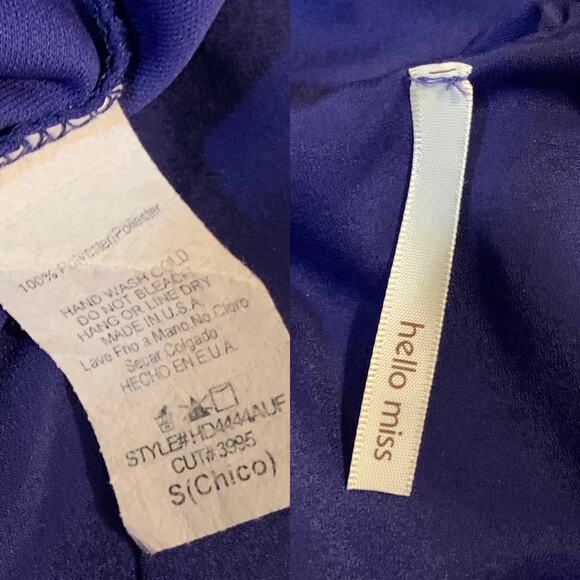 100% Polyester/Poliester
HAND WASH COLD
DO NOT BLEACH
HANG OR LINE DRY
MADE IN U.S.A.
Lave Frio a Mano, No Cloro
Secar Colgado
HECHO EN E.U.A.
STYLE# HD4444AUF
CUT# 3995
S(Chico)
hello miss